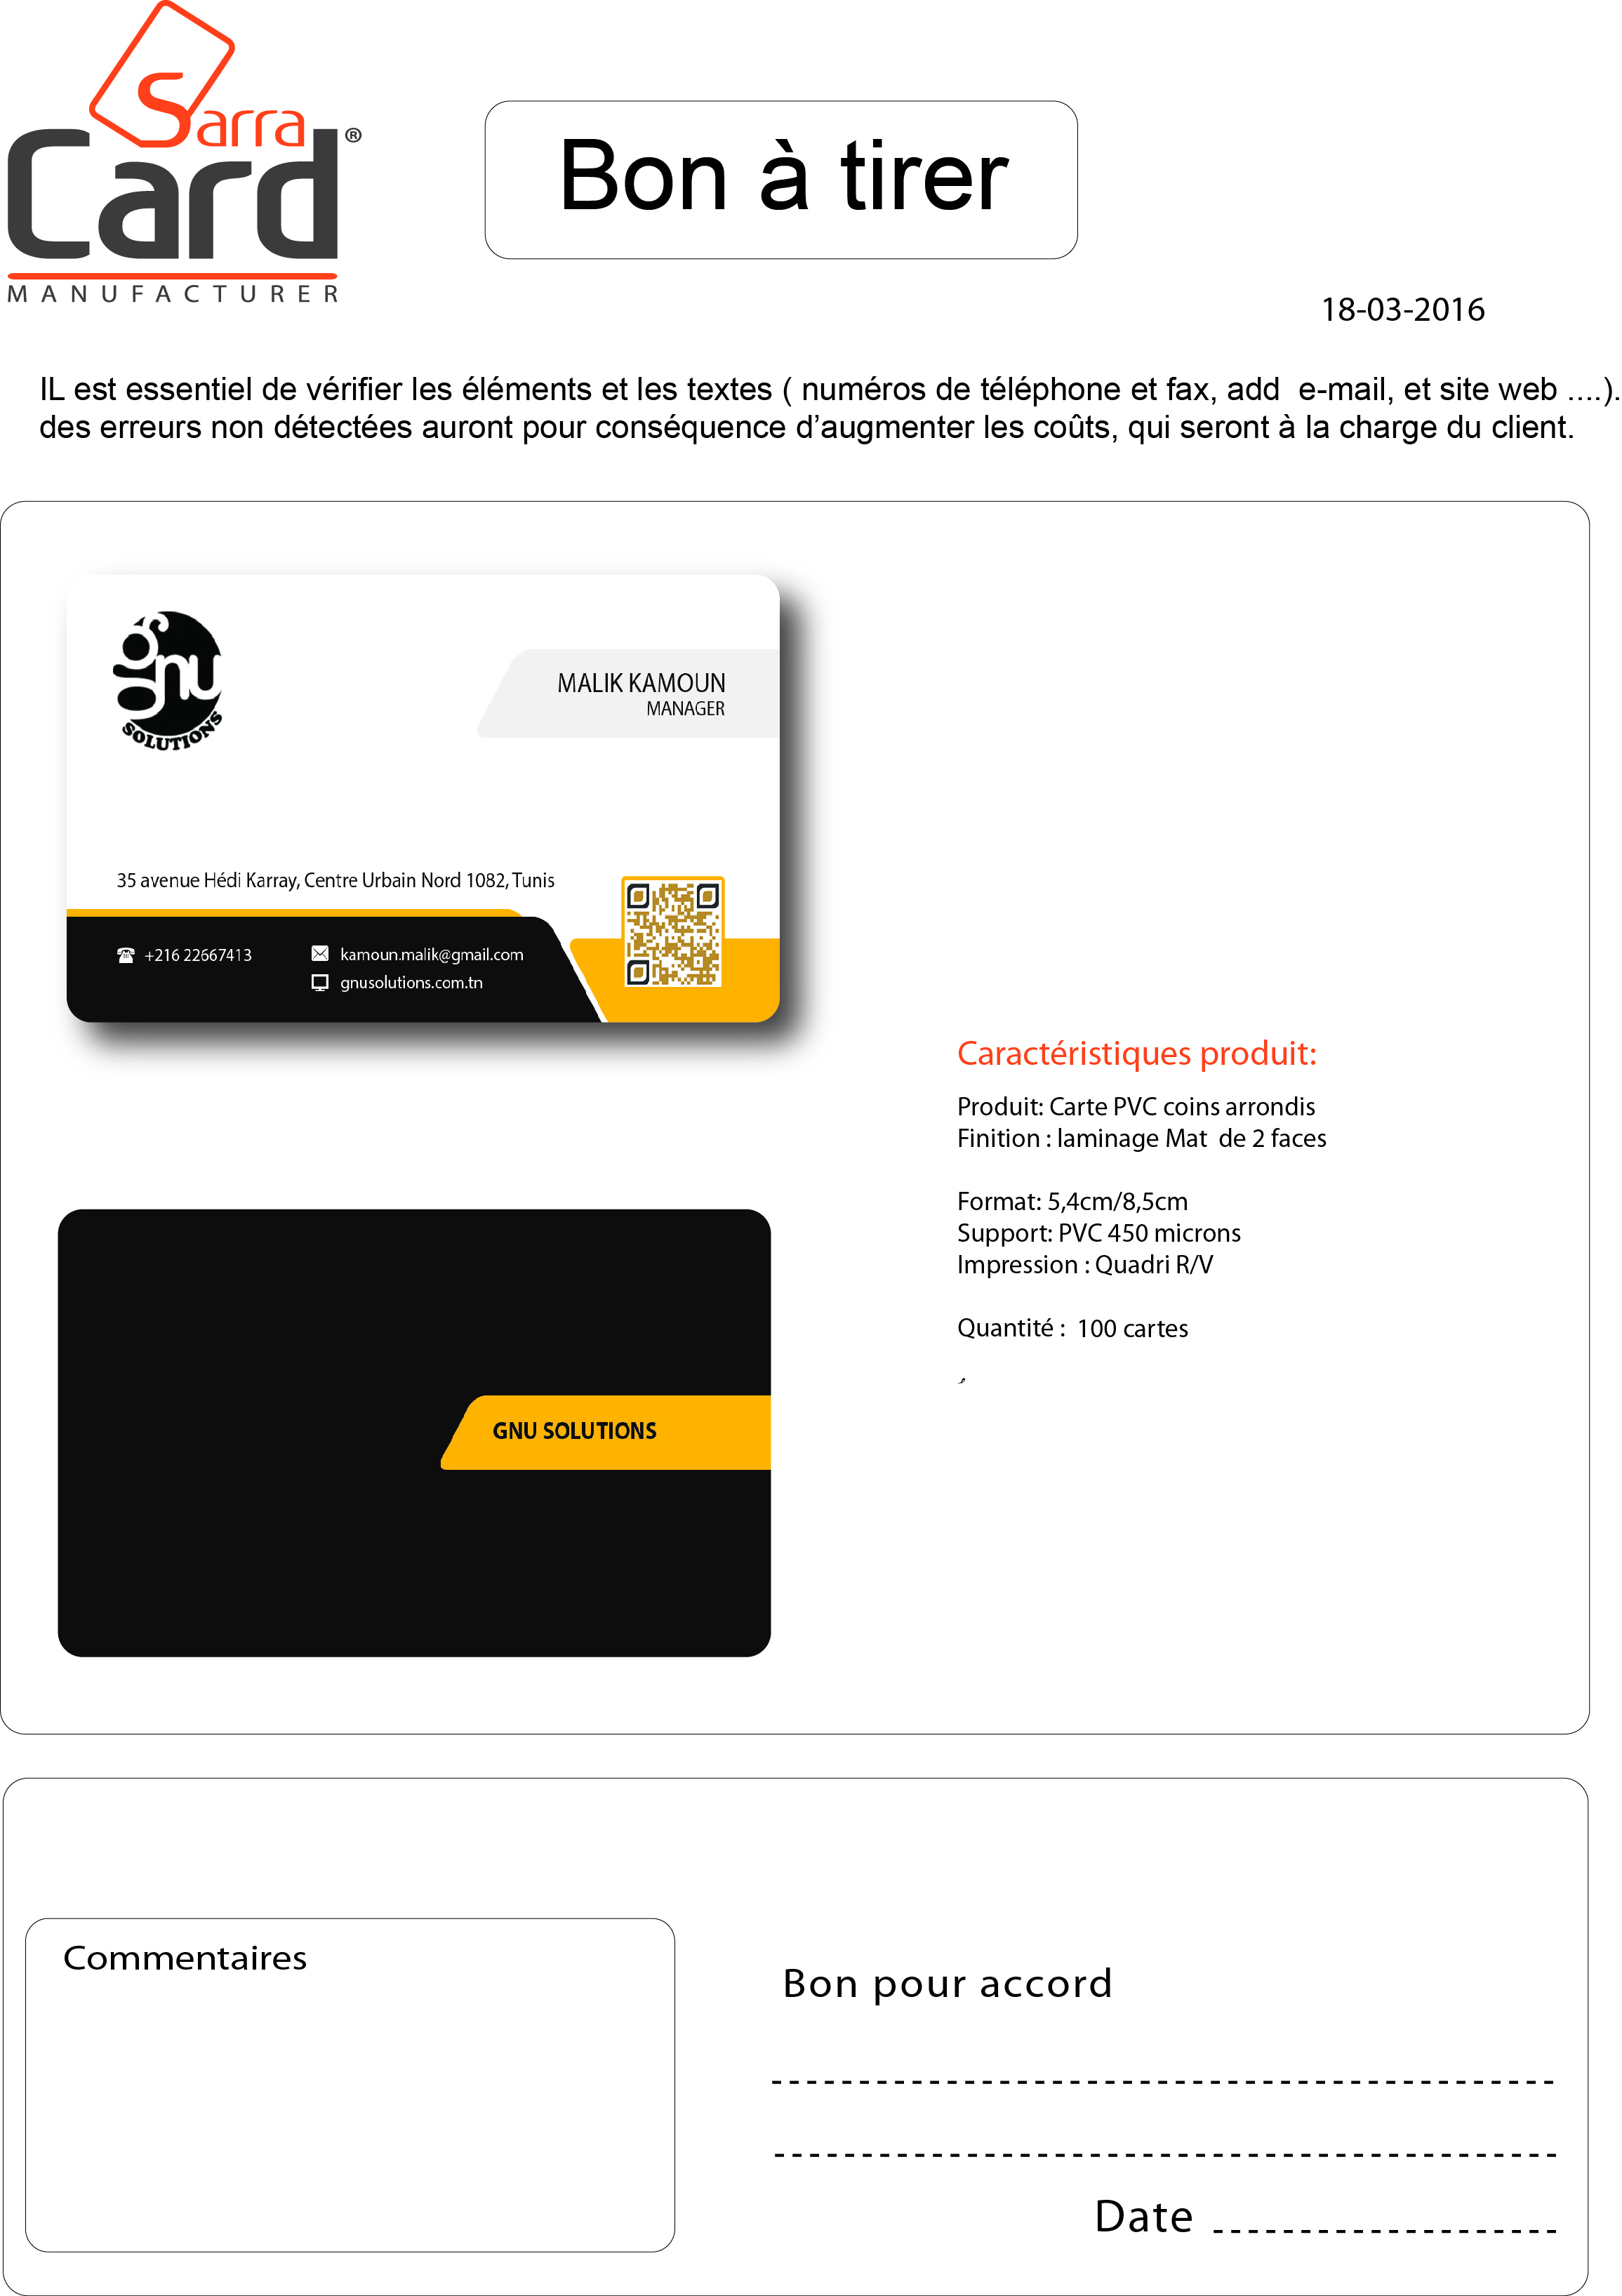 Sarra
Card®
MANUFACTURER
Bon à tirer
18-03-2016
IL est essentiel de vérifier les éléments et les textes ( numéros de téléphone et fax, add  e-mail, et site web ....).
des erreurs non détectées auront pour conséquence d’augmenter les coûts, qui seront à la charge du client.
gnu
SOLUTIONS
MALIK KAMOUN
MANAGER
35 avenue Hédi Karray, Centre Urbain Nord 1082, Tunis
+216 22667413
kamoun.malik@gmail.com
gnusolutions.com.tn
Caractéristiques produit:
Produit: Carte PVC coins arrondis
Finition : laminage Mat  de 2 faces
Format: 5,4cm/8,5cm
Support: PVC 450 microns
Impression : Quadri R/V
Quantité :  100 cartes
GNU SOLUTIONS
Commentaires
Bon pour accord
Date